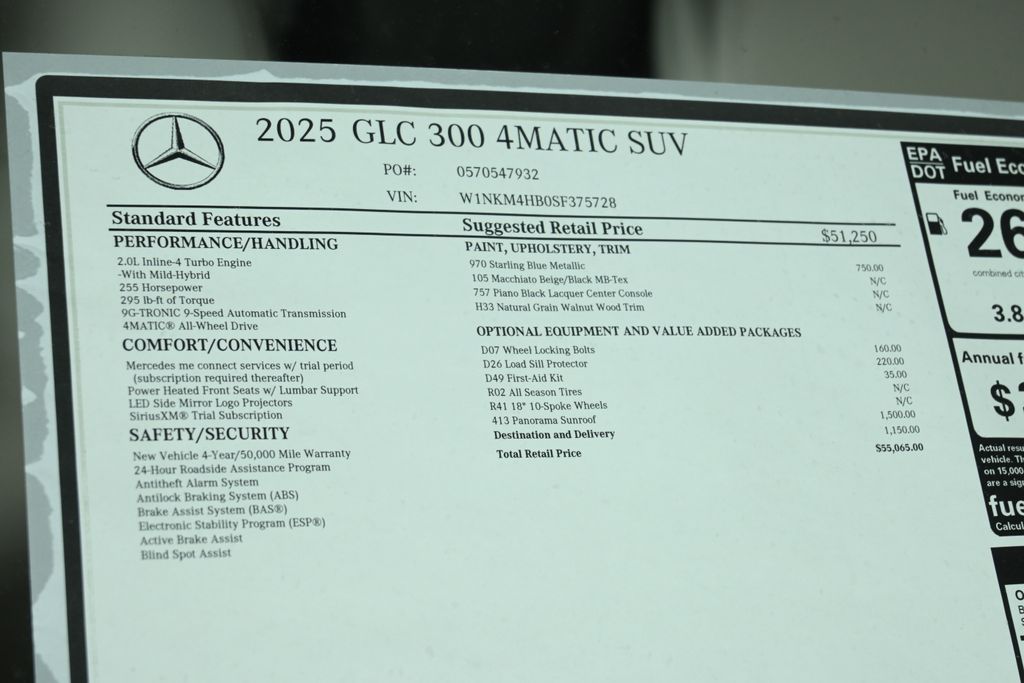 2025 GLC 300 4MATIC SUV
PO#: 0570547932
VIN: W1NKM4HB0SF375728
Standard Features
PERFORMANCE/HANDLING
2.0L Inline-4 Turbo Engine
-With Mild-Hybrid
255 Horsepower
295 lb-ft of Torque
9G-TRONIC 9-Speed Automatic Transmission
4MATIC® All-Wheel Drive
COMFORT/CONVENIENCE
Mercedes me connect services w/ trial period
(subscription required thereafter)
Power Heated Front Seats w/ Lumbar Support
LED Side Mirror Logo Projectors
SiriusXM® Trial Subscription
SAFETY/SECURITY
New Vehicle 4-Year/50,000 Mile Warranty
24-Hour Roadside Assistance Program
Antitheft Alarm System
Antilock Braking System (ABS)
Brake Assist System (BAS®)
Electronic Stability Program (ESP®)
Active Brake Assist
Blind Spot Assist
Suggested Retail Price $51,250
PAINT, UPHOLSTERY, TRIM
970 Starling Blue Metallic 750.00
105 Macchiato Beige/Black MB-Tex N/C
757 Piano Black Lacquer Center Console N/C
H33 Natural Grain Walnut Wood Trim N/C
OPTIONAL EQUIPMENT AND VALUE ADDED PACKAGES
D07 Wheel Locking Bolts 160.00
D26 Load Sill Protector 220.00
D49 First-Aid Kit 35.00
R02 All Season Tires N/C
R41 18" 10-Spoke Wheels N/C
413 Panorama Sunroof 1,500.00
Destination and Delivery 1,150.00
Total Retail Price $55,065.00
EPA
DOT Fuel Eco
Fuel Econor
26
combined cit
3.8
Annual f
$
Actual resu
vehicle. Th
on 15,000
are a sig
fue
Calcul